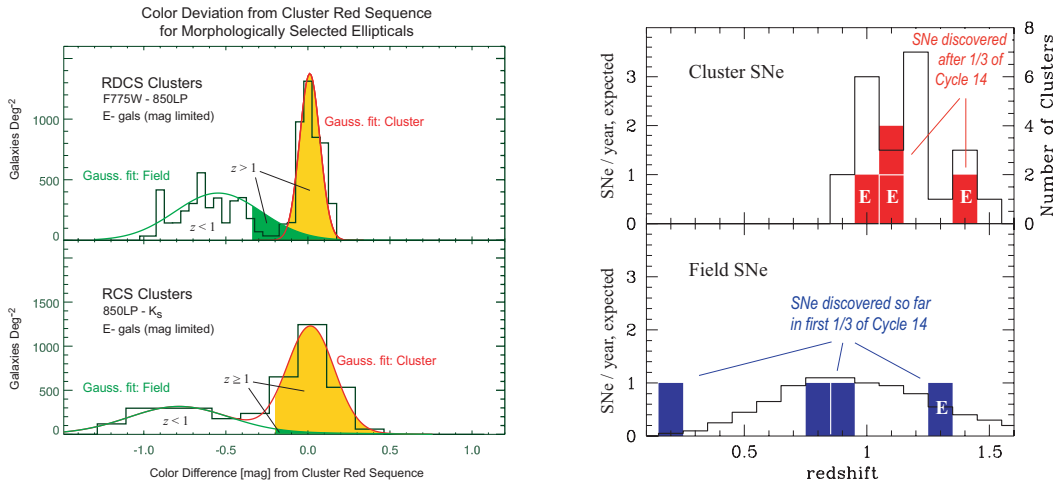 Color Deviation from Cluster Red Sequence
for Morphologically Selected Ellipticals
RDCS Clusters
F775W - 850LP
E- gals (mag limited)
Gauss. fit: Cluster
Gauss. fit: Field
z > 1
z < 1
Galaxies Deg-2
1000
500
0
RCS Clusters
850LP - Ks
E- gals (mag limited)
Gauss. fit: Cluster
Gauss. fit: Field
z ≥ 1
z < 1
Galaxies Deg-2
1500
1000
500
0
-1.0
-0.5
0.0
0.5
1.0
Color Difference [mag] from Cluster Red Sequence
Cluster SNe
SNe discovered
after 1/3 of
Cycle 14
E
E
E
SNe / year, expected
3
2
1
0
Number of Clusters
8
6
4
2
0
Field SNe
SNe discovered so far
in first 1/3 of Cycle 14
E
SNe / year, expected
3
2
1
0
0.5
1
1.5
redshift